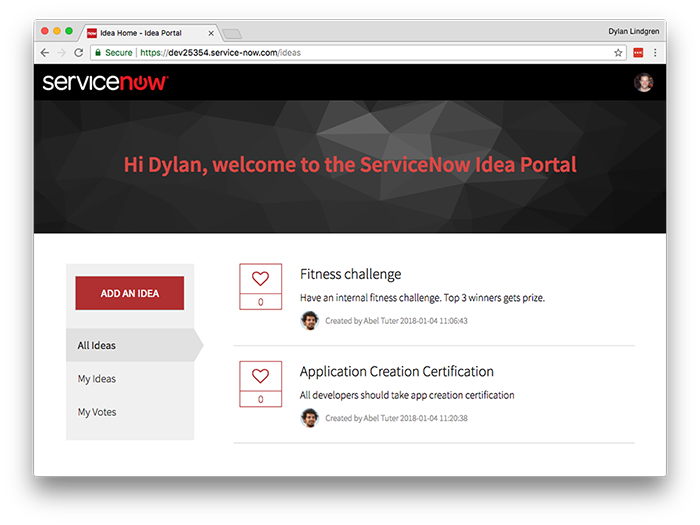 Idea Home - Idea Portal
Dylan Lindgren
Secure | https://dev25354.service-now.com/ideas
servicenow
Hi Dylan, welcome to the ServiceNow Idea Portal
ADD AN IDEA
All Ideas
My Ideas
My Votes
0
Fitness challenge
Have an internal fitness challenge. Top 3 winners gets prize.
Created by Abel Tuter 2018-01-04 11:06:43
0
Application Creation Certification
All developers should take app creation certification
Created by Abel Tuter 2018-01-04 11:20:38